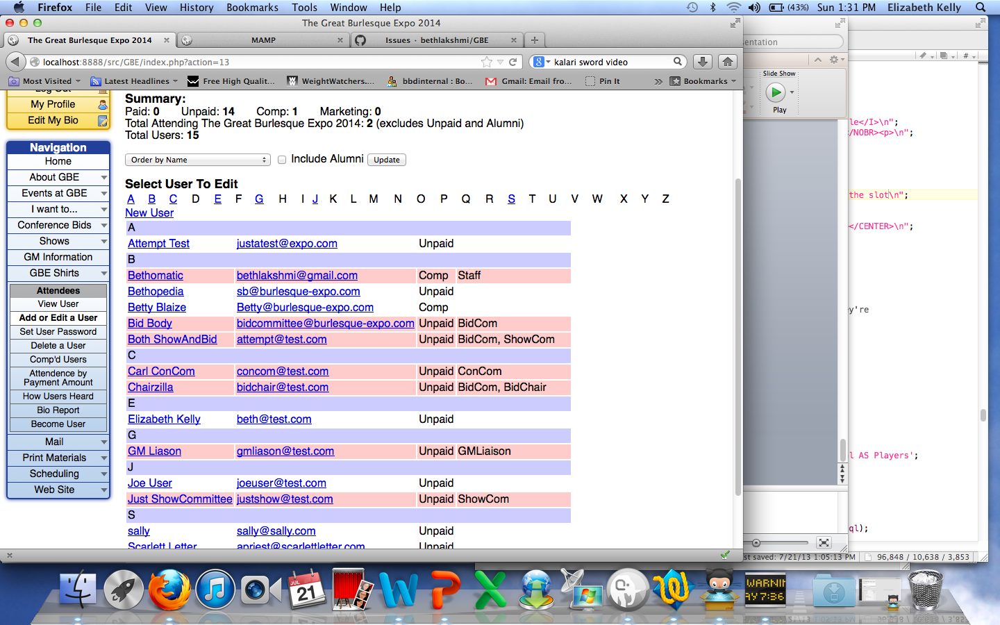 Firefox File Edit View History Bookmarks Tools Window Help (43%) Sun 1:31 PM Elizabeth Kelly
The Great Burlesque Expo 2014
The Great Burlesque Expo 2014 MAMP Issues · bethlakshmi/GBE
localhost:8888/src/GBE/index.php?action=13 kalari sword video
Most Visited Latest Headlines Free High Qualit... WeightWatchers.... bbdinternal : Bo... Gmail: Email fro... Pin It Bookmarks
Log Out
My Profile
Edit My Bio
Navigation
Home
About GBE
Events at GBE
I want to...
Conference Bids
Shows
GM Information
GBE Shirts
Attendees
View User
Add or Edit a User
Set User Password
Delete a User
Comp'd Users
Attendence by
Payment Amount
How Users Heard
Bio Report
Become User
Mail
Print Materials
Scheduling
Web Site
Summary:
Paid: 0 Unpaid: 14 Comp: 1 Marketing: 0
Total Attending The Great Burlesque Expo 2014: 2 (excludes Unpaid and Alumni)
Total Users: 15
Order by Name Include Alumni Update
Select User To Edit
A B C D E F G H I J K L M N O P Q R S T U V W X Y Z
New User
A
Attempt Test justatest@expo.com Unpaid
B
Bethomatic bethlakshmi@gmail.com Comp Staff
Bethopedia sb@burlesque-expo.com Unpaid
Betty Blaize Betty@burlesque-expo.com Comp
Bid Body bidcommittee@burlesque-expo.com Unpaid BidCom
Both ShowAndBid attempt@test.com Unpaid BidCom, ShowCom
C
Carl ConCom concom@test.com Unpaid ConCom
Chairzilla bidchair@test.com Unpaid BidCom, BidChair
E
Elizabeth Kelly beth@test.com Unpaid
G
GM Liason gmliason@test.com Unpaid GMLiaison
J
Joe User joeuser@test.com Unpaid
Just ShowCommittee justshow@test.com Unpaid ShowCom
S
sally sally@sally.com Unpaid
Scarlett Letter apriest@scarlettletter.com Unpaid
entation
Slide Show
Play
le</I>\n";
/NOBR><p>\n";
the slot\n";
</CENTER>\n";
ey're
l AS Players';
ql);
st saved: 7/21/13 1:05:13 PM 96,848 / 10,638 / 3,853
JUL
21
WARNIN
AY 7:36